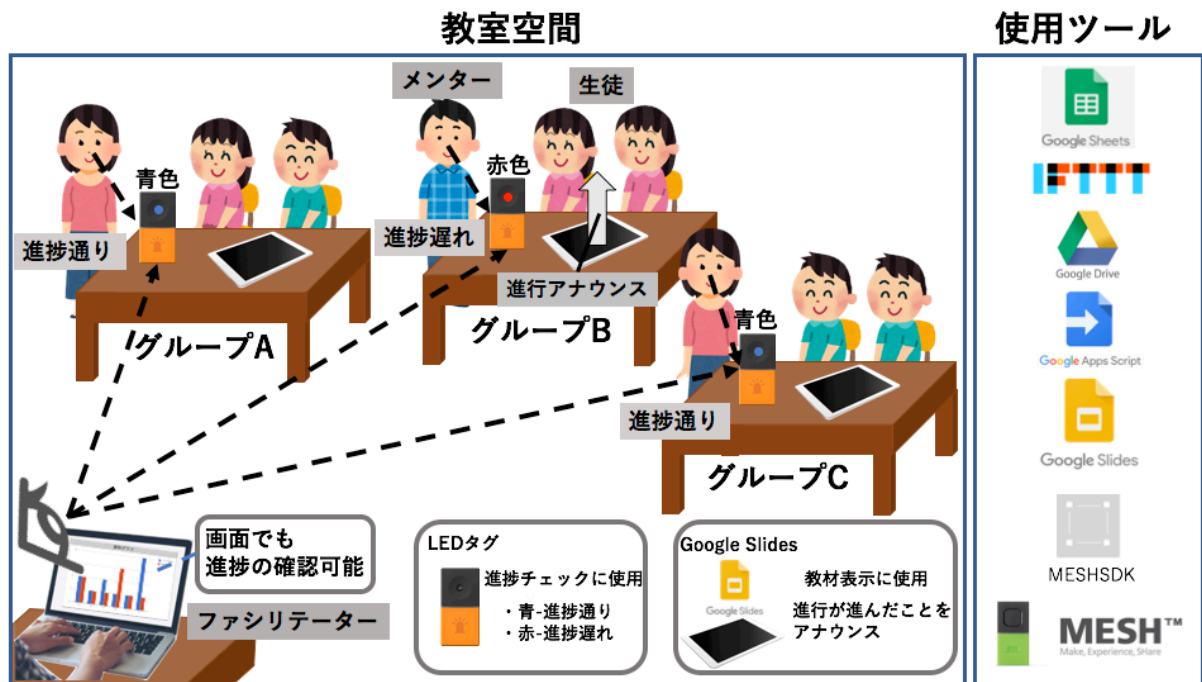 教室空間
使用ツール
メンター
生徒
青色
赤色
進捗通り
進捗遅れ
進行アナウンス
グループA
グループB
青色
進捗通り
グループC
画面でも
進捗の確認可能
ファシリテーター
LEDタグ
進捗チェックに使用
・青-進捗通り
・赤-進捗遅れ
Google Slides
Google Slides
教材表示に使用
進行が進んだことを
アナウンス
Google Sheets
IFTTT
Google Drive
Google Apps Script
Google Slides
MESHSDK
MESH™
Make, Experience, SHare